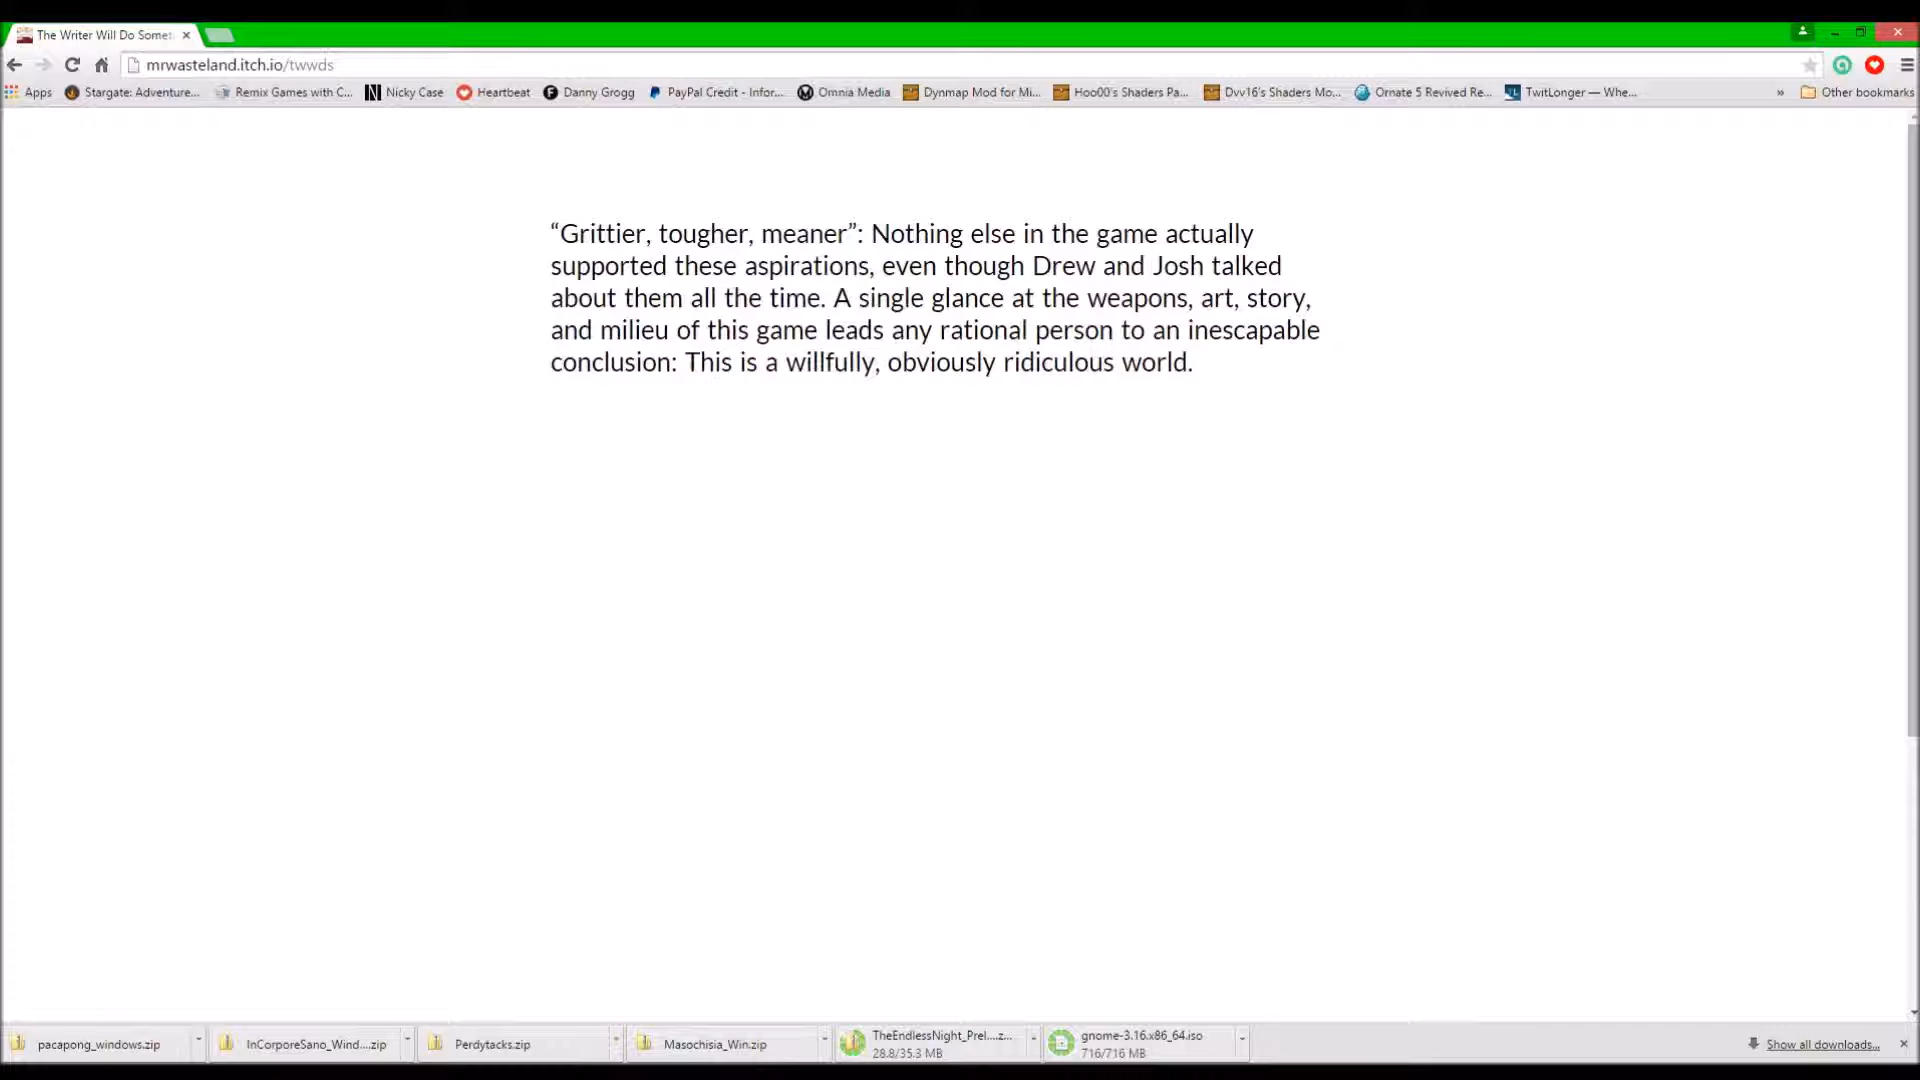 The Writer Will Do Somet
mrwasteland.itch.io/twwds
Apps Stargate: Adventure... Remix Games with C... Nicky Case Heartbeat Danny Grogg PayPal Credit - Infor... Omnia Media Dynmap Mod for Mi... Hoo00's Shaders Pa... Dvv16's Shaders Mo... Ornate 5 Revived Re... TwitLonger — Whe... » Other bookmarks
“Grittier, tougher, meaner”: Nothing else in the game actually
supported these aspirations, even though Drew and Josh talked
about them all the time. A single glance at the weapons, art, story,
and milieu of this game leads any rational person to an inescapable
conclusion: This is a willfully, obviously ridiculous world.
pacapong_windows.zip InCorporeSano_Wind....zip Perdytacks.zip Masochisia_Win.zip TheEndlessNight_Prel....z... gnome-3.16.x86_64.iso Show all downloads...
28.8/35.3 MB 716/716 MB